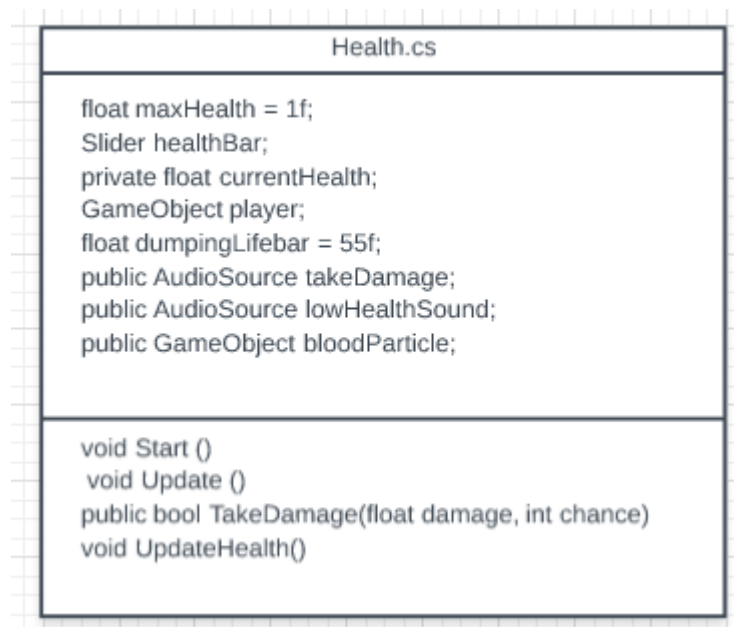 Health.cs
float maxHealth = 1f;
Slider healthBar;
private float currentHealth;
GameObject player;
float dumpingLifebar = 55f;
public AudioSource takeDamage;
public AudioSource lowHealthSound;
public GameObject bloodParticle;
void Start ()
void Update ()
public bool TakeDamage(float damage, int chance)
void UpdateHealth()